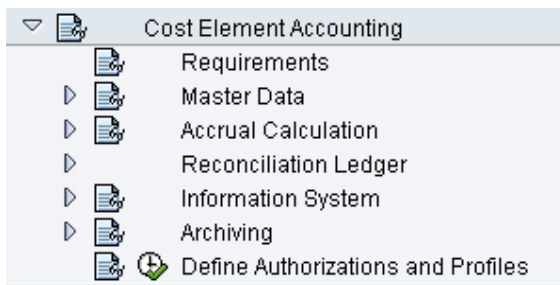 Cost Element Accounting
Requirements
Master Data
Accrual Calculation
Reconciliation Ledger
Information System
Archiving
Define Authorizations and Profiles